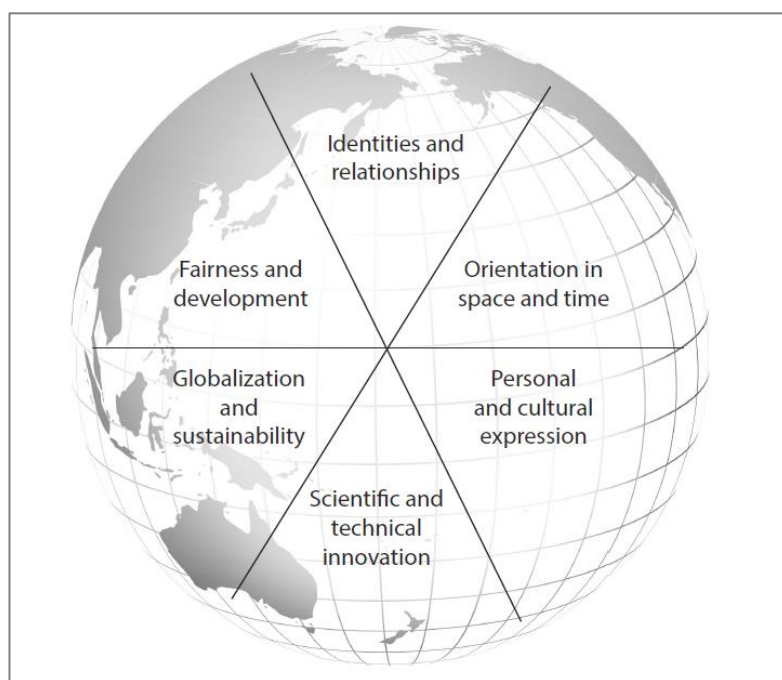 Identities and
relationships
Fairness and
development
Orientation in
space and time
Globalization
and
sustainability
Personal
and cultural
expression
Scientific and
technical
innovation